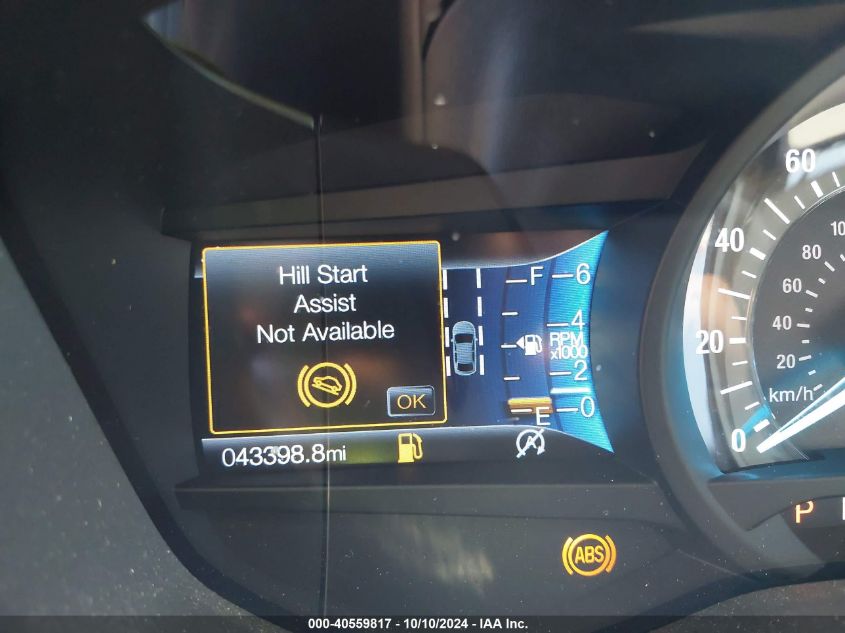 Hill Start
Assist
Not Available
OK
F
6
4
RPM
x1000
2
E
0
043398.8mi
ABS
60
40
20
0
80
60
40
20
km/h
P
000-40559817 - 10/10/2024 - IAA Inc.